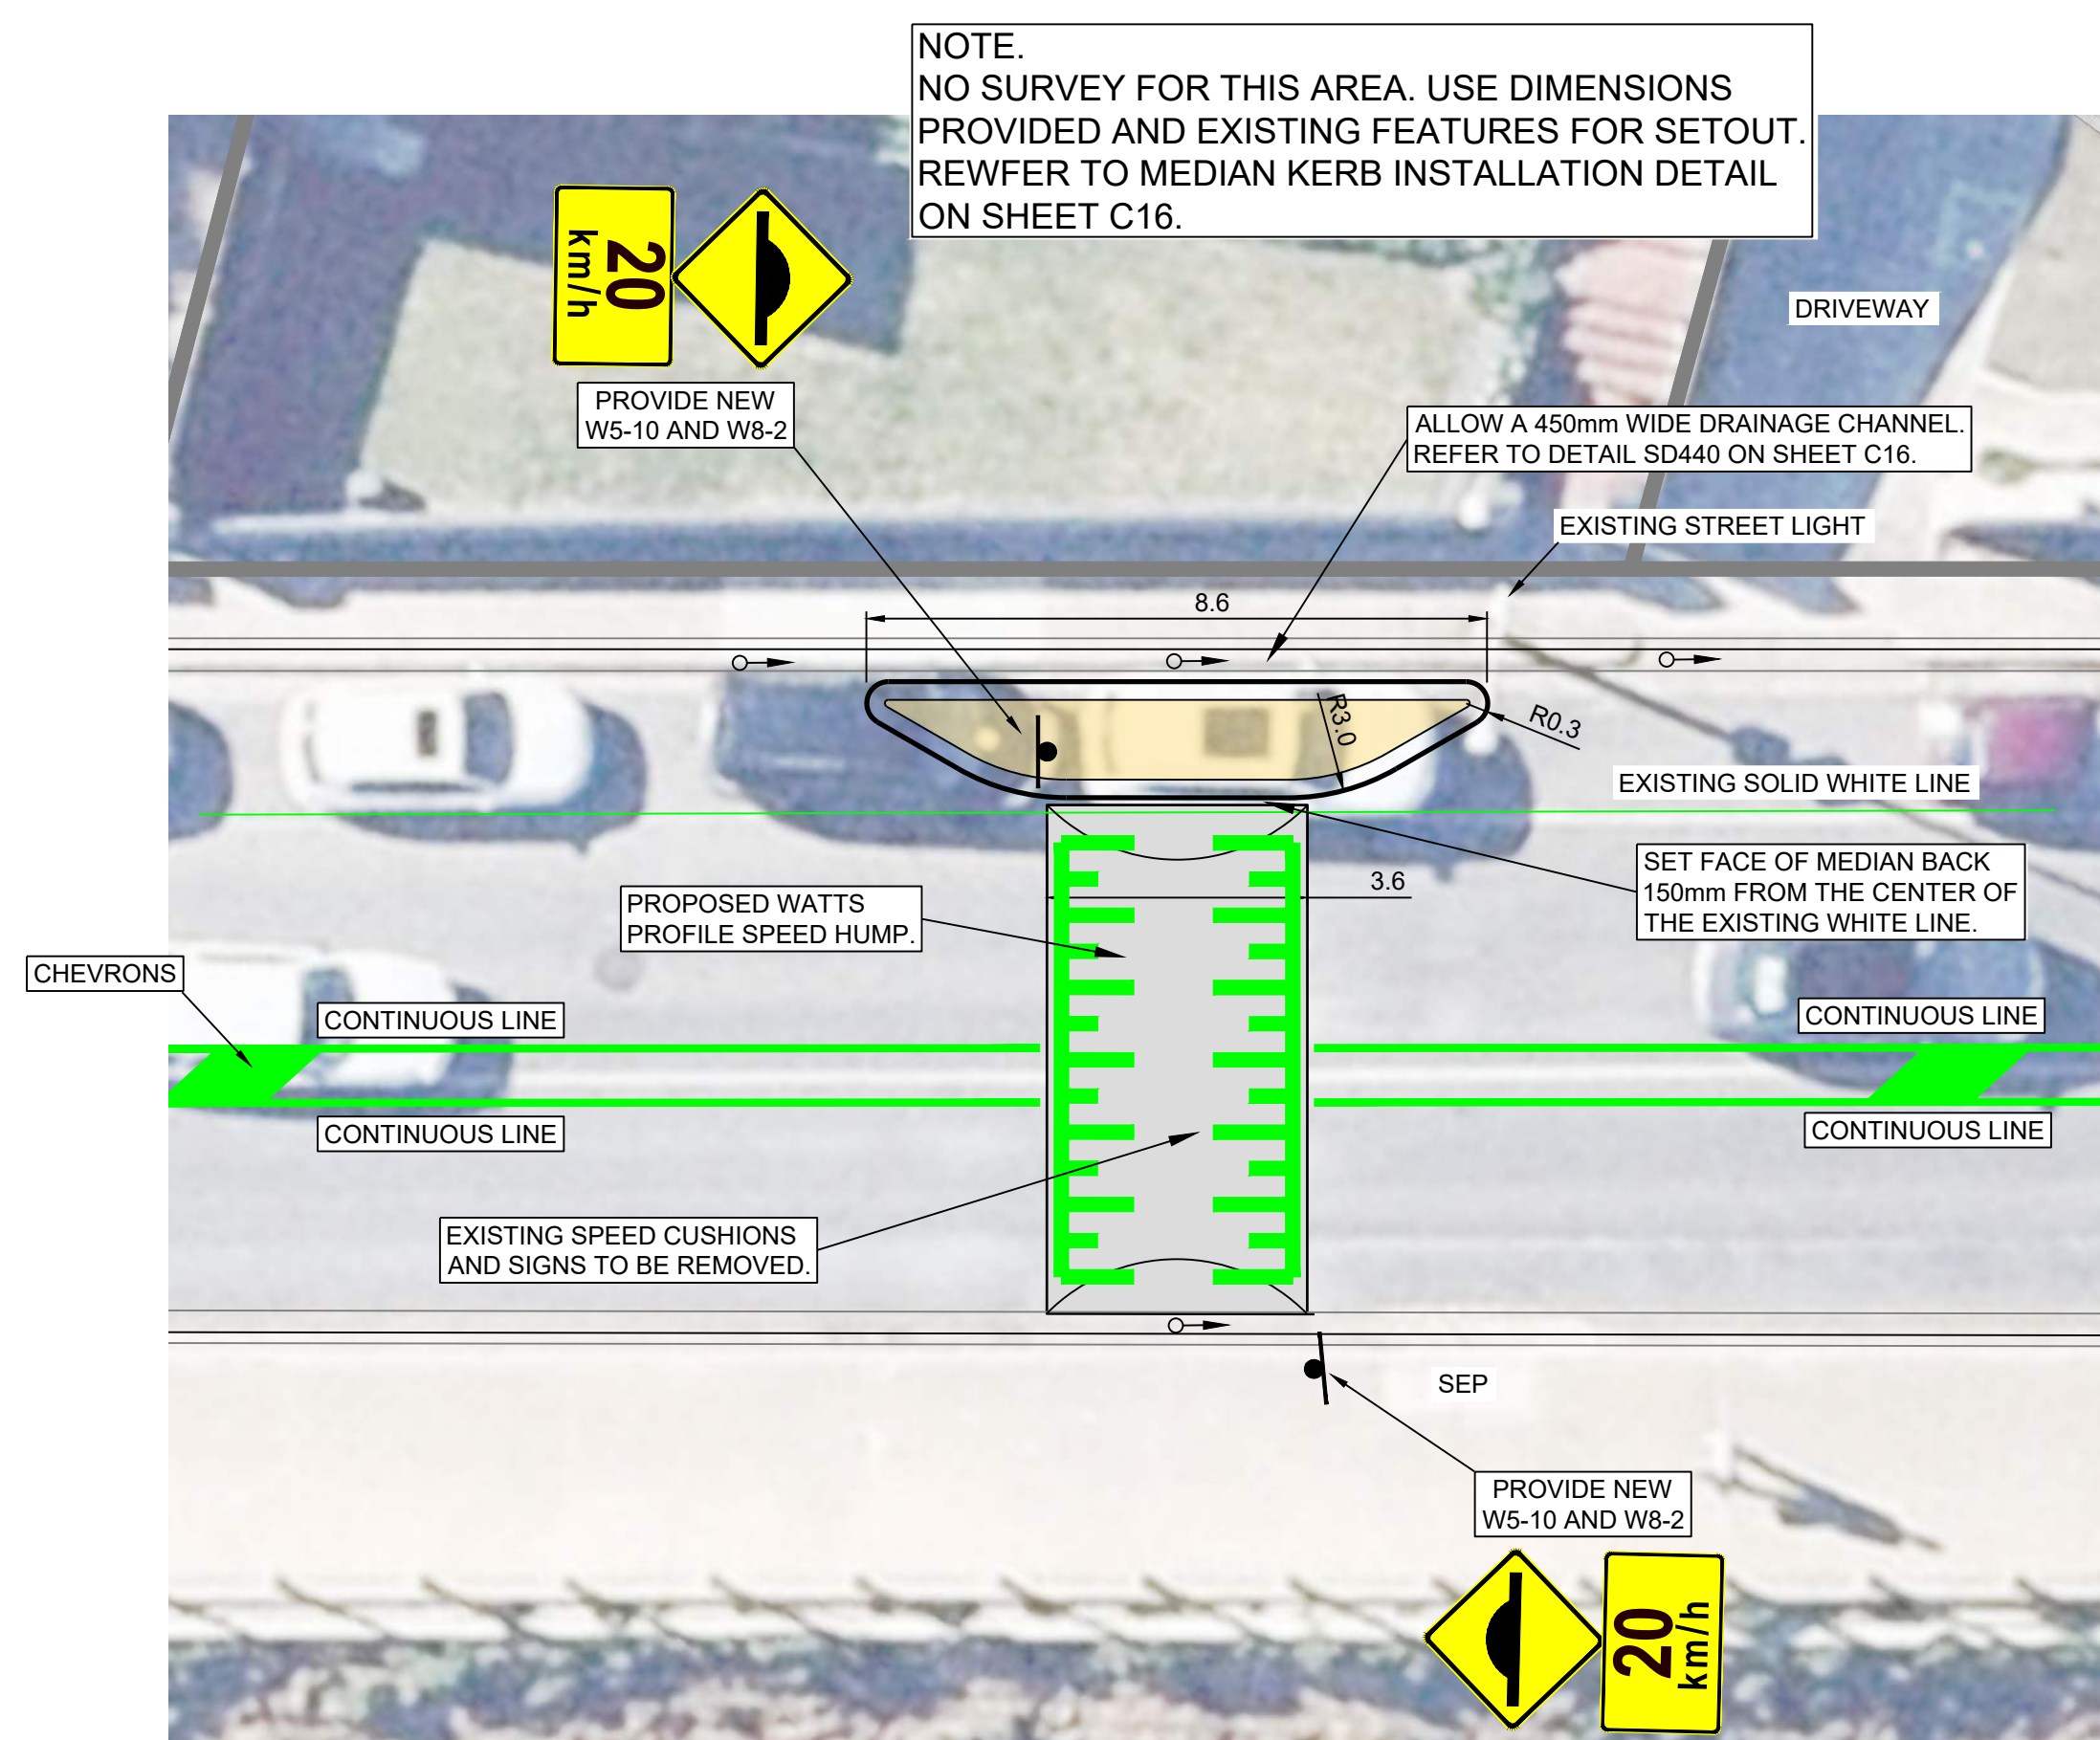 NOTE.
NO SURVEY FOR THIS AREA. USE DIMENSIONS
PROVIDED AND EXISTING FEATURES FOR SETOUT.
REWFER TO MEDIAN KERB INSTALLATION DETAIL
ON SHEET C16.
20
km/h
DRIVEWAY
PROVIDE NEW
W5-10 AND W8-2
ALLOW A 450mm WIDE DRAINAGE CHANNEL.
REFER TO DETAIL SD440 ON SHEET C16.
EXISTING STREET LIGHT
8.6
R3.0
R0.3
EXISTING SOLID WHITE LINE
SET FACE OF MEDIAN BACK
150mm FROM THE CENTER OF
THE EXISTING WHITE LINE.
3.6
PROPOSED WATTS
PROFILE SPEED HUMP.
CHEVRONS
CONTINUOUS LINE
CONTINUOUS LINE
CONTINUOUS LINE
CONTINUOUS LINE
EXISTING SPEED CUSHIONS
AND SIGNS TO BE REMOVED.
SEP
PROVIDE NEW
W5-10 AND W8-2
20
km/h